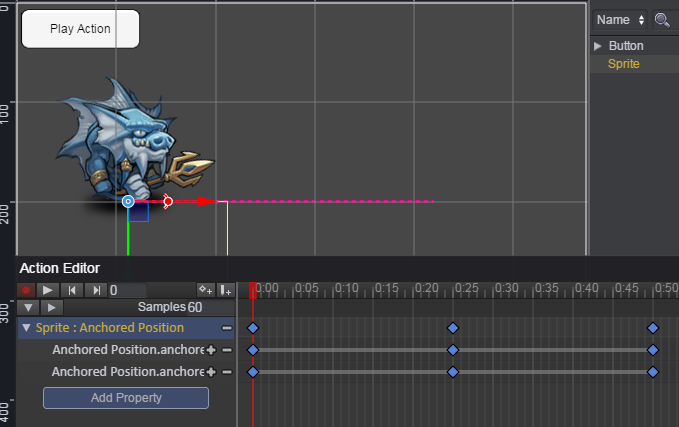 0
Play Action
Name
Button
Sprite
100
200
Action Editor
0
0:00 0:05 0:10 0:15 0:20 0:25 0:30 0:35 0:40 0:45 0:50
300
Samples 60
Sprite : Anchored Position
Anchored Position.anchore
Anchored Position.anchore
Add Property
400